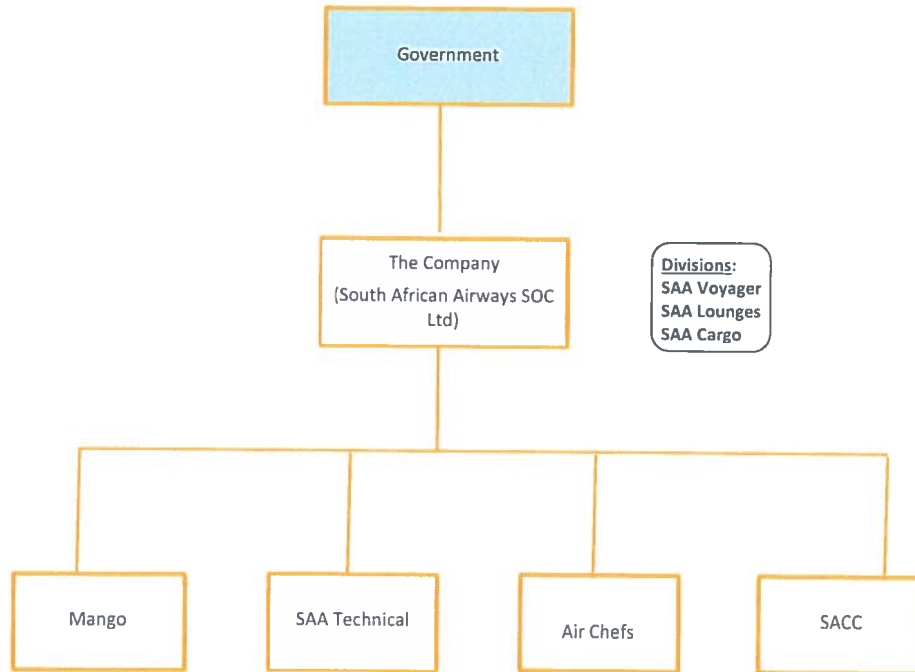 Government
The Company
(South African Airways SOC
Ltd)
Divisions:
SAA Voyager
SAA Lounges
SAA Cargo
Mango
SAA Technical
Air Chefs
SACC